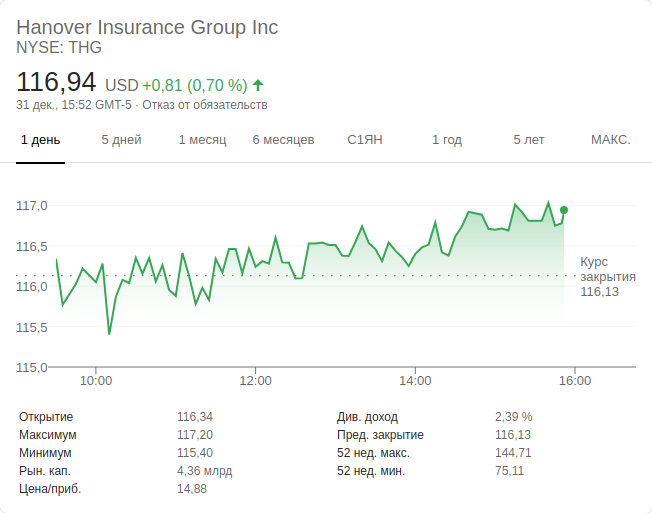 Hanover Insurance Group Inc
NYSE: THG
116,94 USD +0,81 (0,70 %)
31 дек., 15:52 GMT-5 · Отказ от обязательств
1 день 5 дней 1 месяц 6 месяцев С1ЯН 1 год 5 лет МАКС.
117,0
116,5
Курс
закрытия
116,13
116,0
115,5
115,0
10:00 12:00 14:00 16:00
Открытие 116,34 Див. доход 2,39 %
Максимум 117,20 Пред. закрытие 116,13
Минимум 115,40 52 нед. макс. 144,71
Рын. кап. 4,36 млрд 52 нед. мин. 75,11
Цена/приб. 14,88